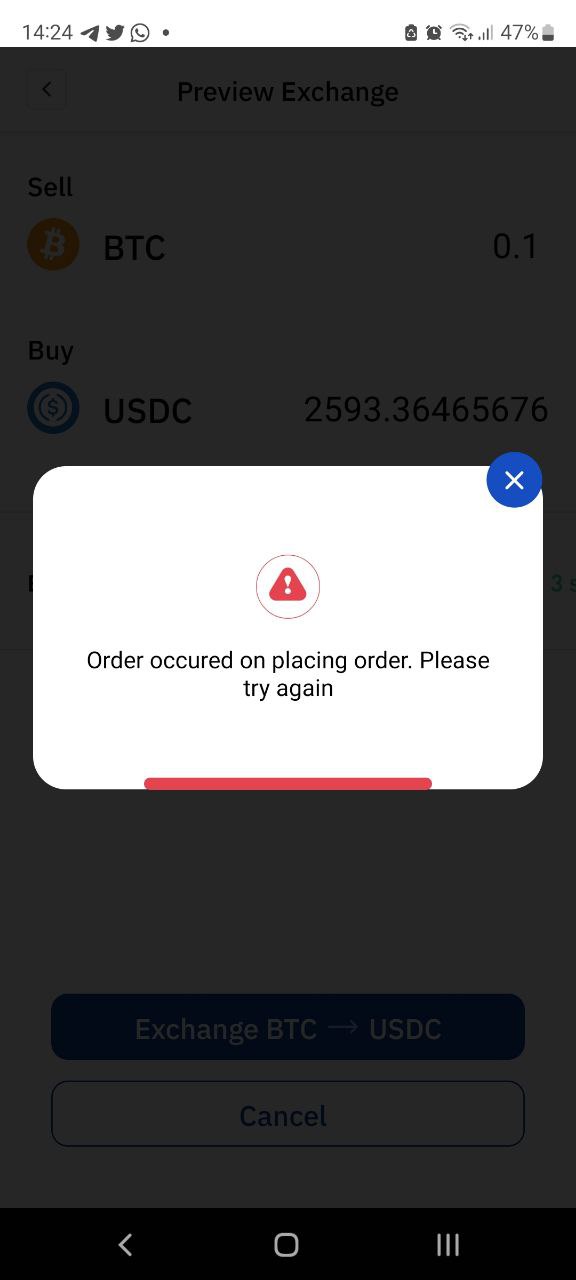 14:24 47%
Preview Exchange
Sell
BTC 0.1
Buy
USDC 2593.36465676
3 s
Order occured on placing order. Please
try again
Exchange BTC → USDC
Cancel